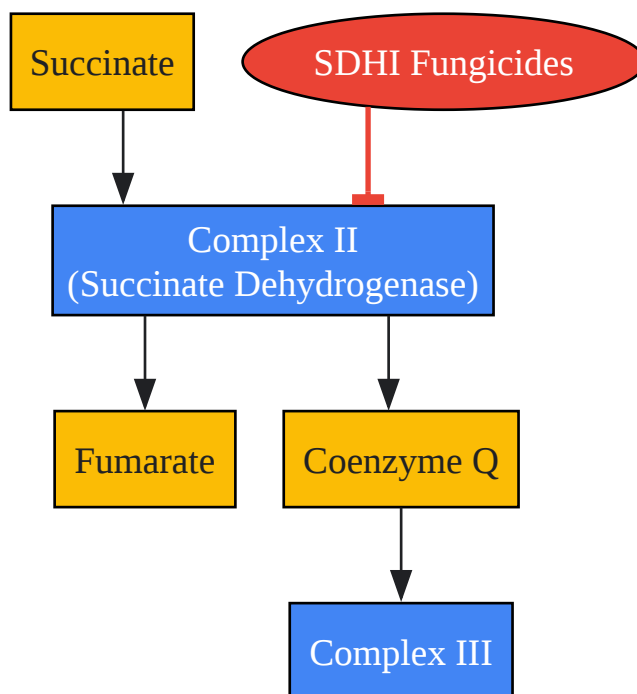 Succinate
SDHI Fungicides
Complex II
(Succinate Dehydrogenase)
Fumarate
Coenzyme Q
Complex III